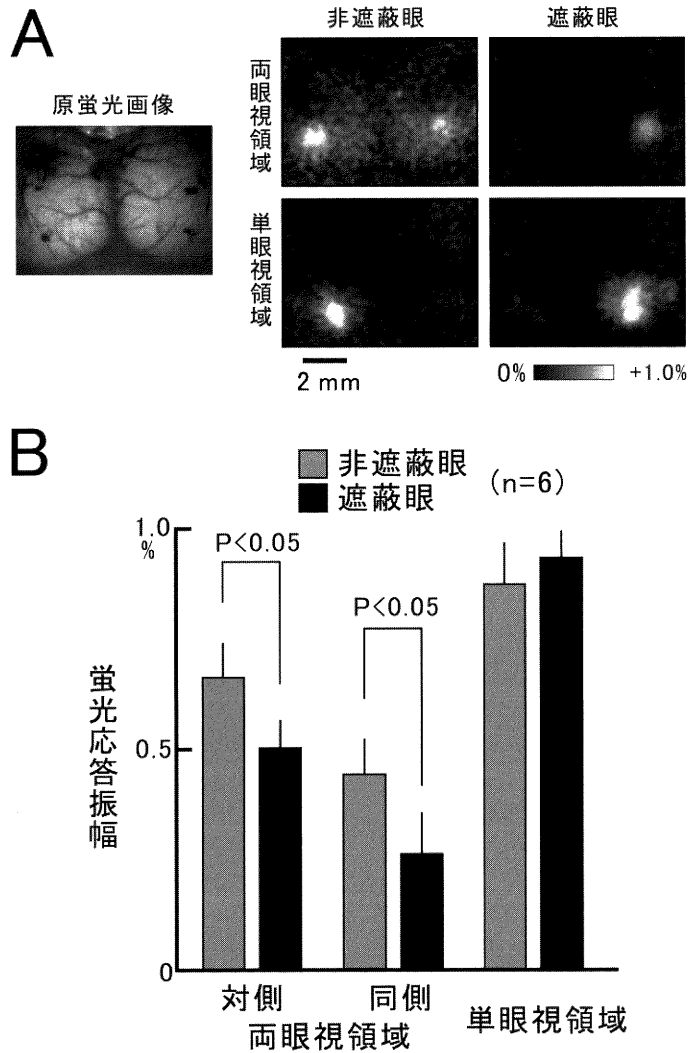 A
非遮蔽眼
遮蔽眼
原蛍光画像
両眼視領域
単眼視領域
2 mm
0%
+1.0%
B
非遮蔽眼
遮蔽眼
(n=6)
1.0
%
P<0.05
P<0.05
蛍光応答振幅
0.5
0
対側
同側
両眼視領域
単眼視領域